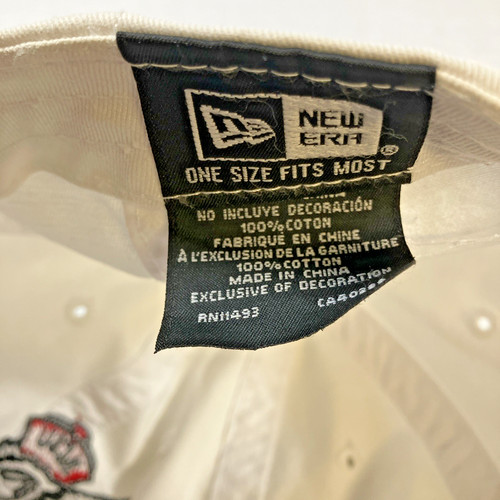 NEW
ERA®
ONE SIZE FITS MOST
NO INCLUYE DECORACIÓN
100% COTON
FABRIQUÉ EN CHINE
À L'EXCLUSION DE LA GARNITURE
100% COTTON
MADE IN CHINA
EXCLUSIVE OF DECORATION
RN11493